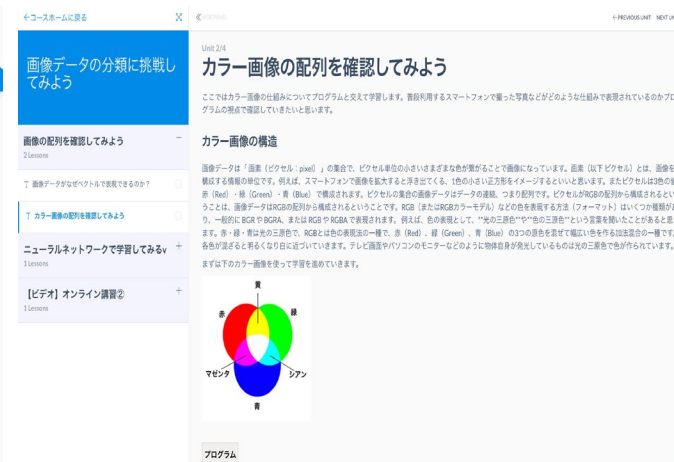 ←コースホームに戻る
画像データの分類に挑戦し
てみよう
画像の配列を確認してみよう
2 Lessons
画像データがなぜベクトルで表現できるのか？
カラー画像の配列を確認してみよう
ニューラルネットワークで学習してみるv
3 Lessons
【ビデオ】オンライン講習②
1 Lessons
←PREVIOUS UNIT NEXT UN
Unit 2/4
カラー画像の配列を確認してみよう
ここではカラー画像の仕組みについてプログラムと交えて学習します。普段利用するスマートフォンで撮った写真などがどのような仕組みで表現されているのかプロ
グラムの視点で確認していきたいと思います。
カラー画像の構造
画像データは「画素（ピクセル：pixel）」の集合で、ピクセル単位の小さいさまざまな色が繋がることで画像になっています。画素（以下ピクセル）とは、画像を
構成する情報の単位です。例えば、スマートフォンで画像を拡大すると浮き出てくる、1色の小さい正方形をイメージするといいと思います。またピクセルは3色の
赤（Red）・緑（Green）・青（Blue）で構成されます。ピクセルの集合の画像データはデータの連続、つまり配列です。ピクセルがRGBの配列から構成されるとい
うことは、画像データはRGBの配列から構成されるということです。RGB（またはRGBカラーモデル）などの色を表現する方法（フォーマット）はいくつか種類が
り、一般的に BGR や BGRA、または RGB や RGBA で表現されます。例えば、色の表現として、**光の三原色**や**色の三原色**という言葉を聞いたことがあると思
ます。赤・緑・青は光の三原色で、RGBとは色の表現法の一種で、赤（Red）、緑（Green）、青（Blue）の3つの原色を混ぜて幅広い色を作る加法混合の一種です。
各色が混ざると明るくなり白に近づいていきます。テレビ画面やパソコンのモニターなどのように物体自身が発光しているものは光の三原色で色が作られています。
まずは下のカラー画像を使って学習を進めていきます。
黄
赤
緑
マゼンタ
シアン
青
プログラム